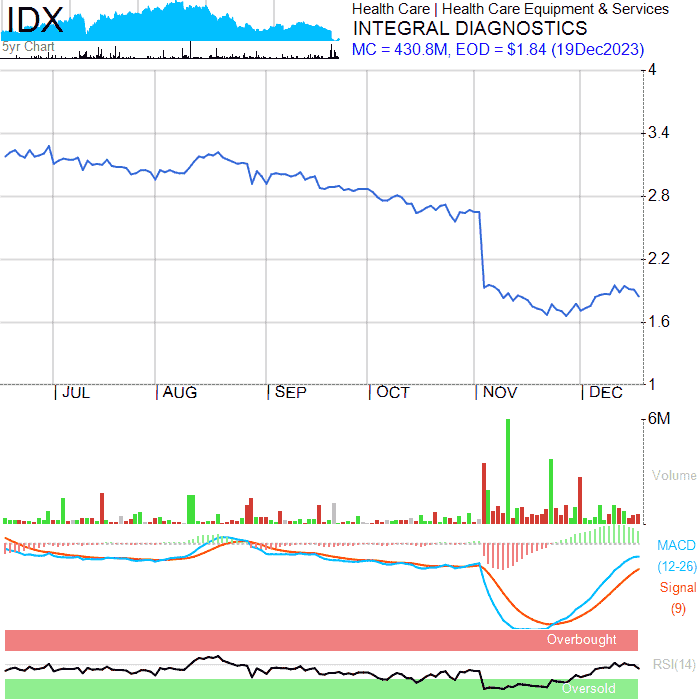 IDX
5yr Chart
Health Care | Health Care Equipment & Services
INTEGRAL DIAGNOSTICS
MC = 430.8M, EOD = $1.84 (19Dec2023)
4
3.4
2.8
2.2
1.6
1
| JUL | AUG | SEP | OCT | NOV | DEC
6M
Volume
MACD
(12-26)
Signal
(9)
Overbought
RSI(14)
Oversold